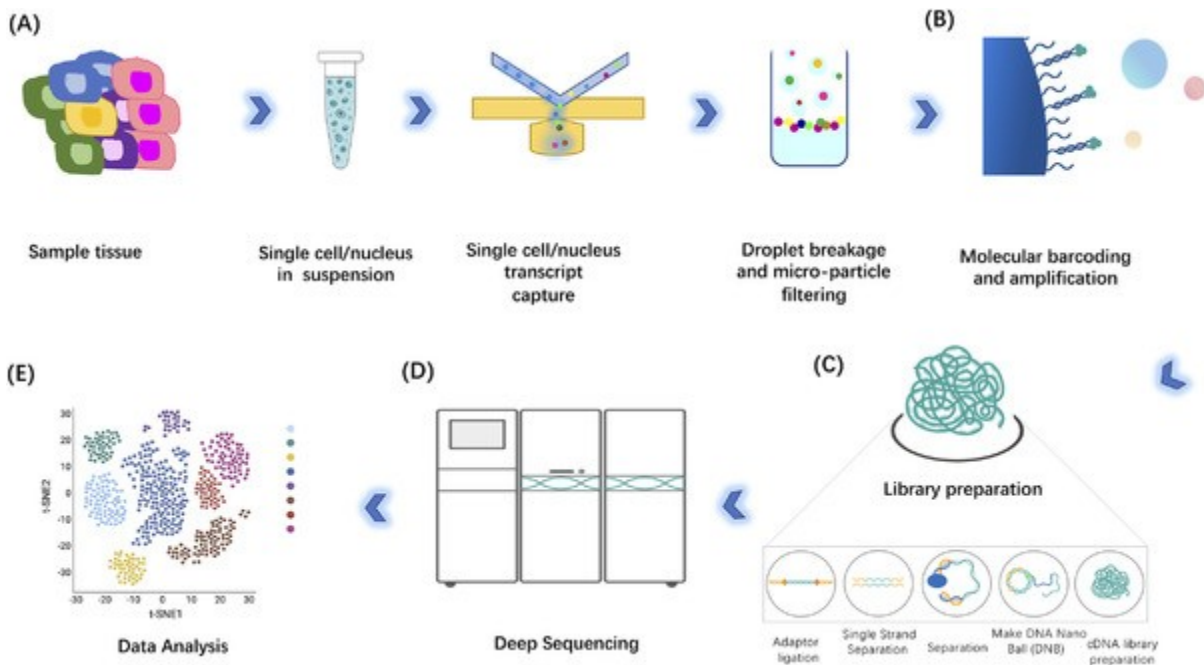 (A)
(B)
Sample tissue
Single cell/nucleus
in suspension
Single cell/nucleus
transcript
capture
Droplet breakage
and micro-particle
filtering
Molecular barcoding
and amplification
(E)
30
20
10
0
-10
-20
-30
t-SNE2
-30
-20
-10
0
10
20
30
t-SNE1
Data Analysis
(D)
Deep Sequencing
(C)
Library preparation
Adaptor
ligation
Single Strand
Separation
Separation
Make DNA Nano
Ball (DNB)
cDNA library
preparation